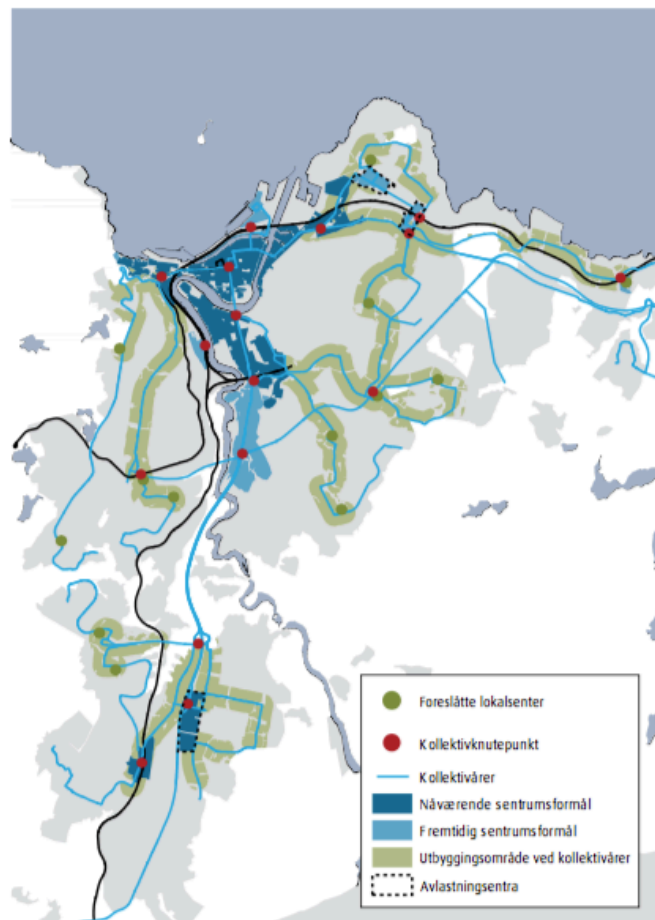 Foreslåtte lokalsenter
Kollektivknutepunkt
Kollektivårer
Nåværende sentrumsformål
Fremtidig sentrumsformål
Utbyggingsområde ved kollektivårer
Avlastningsentra